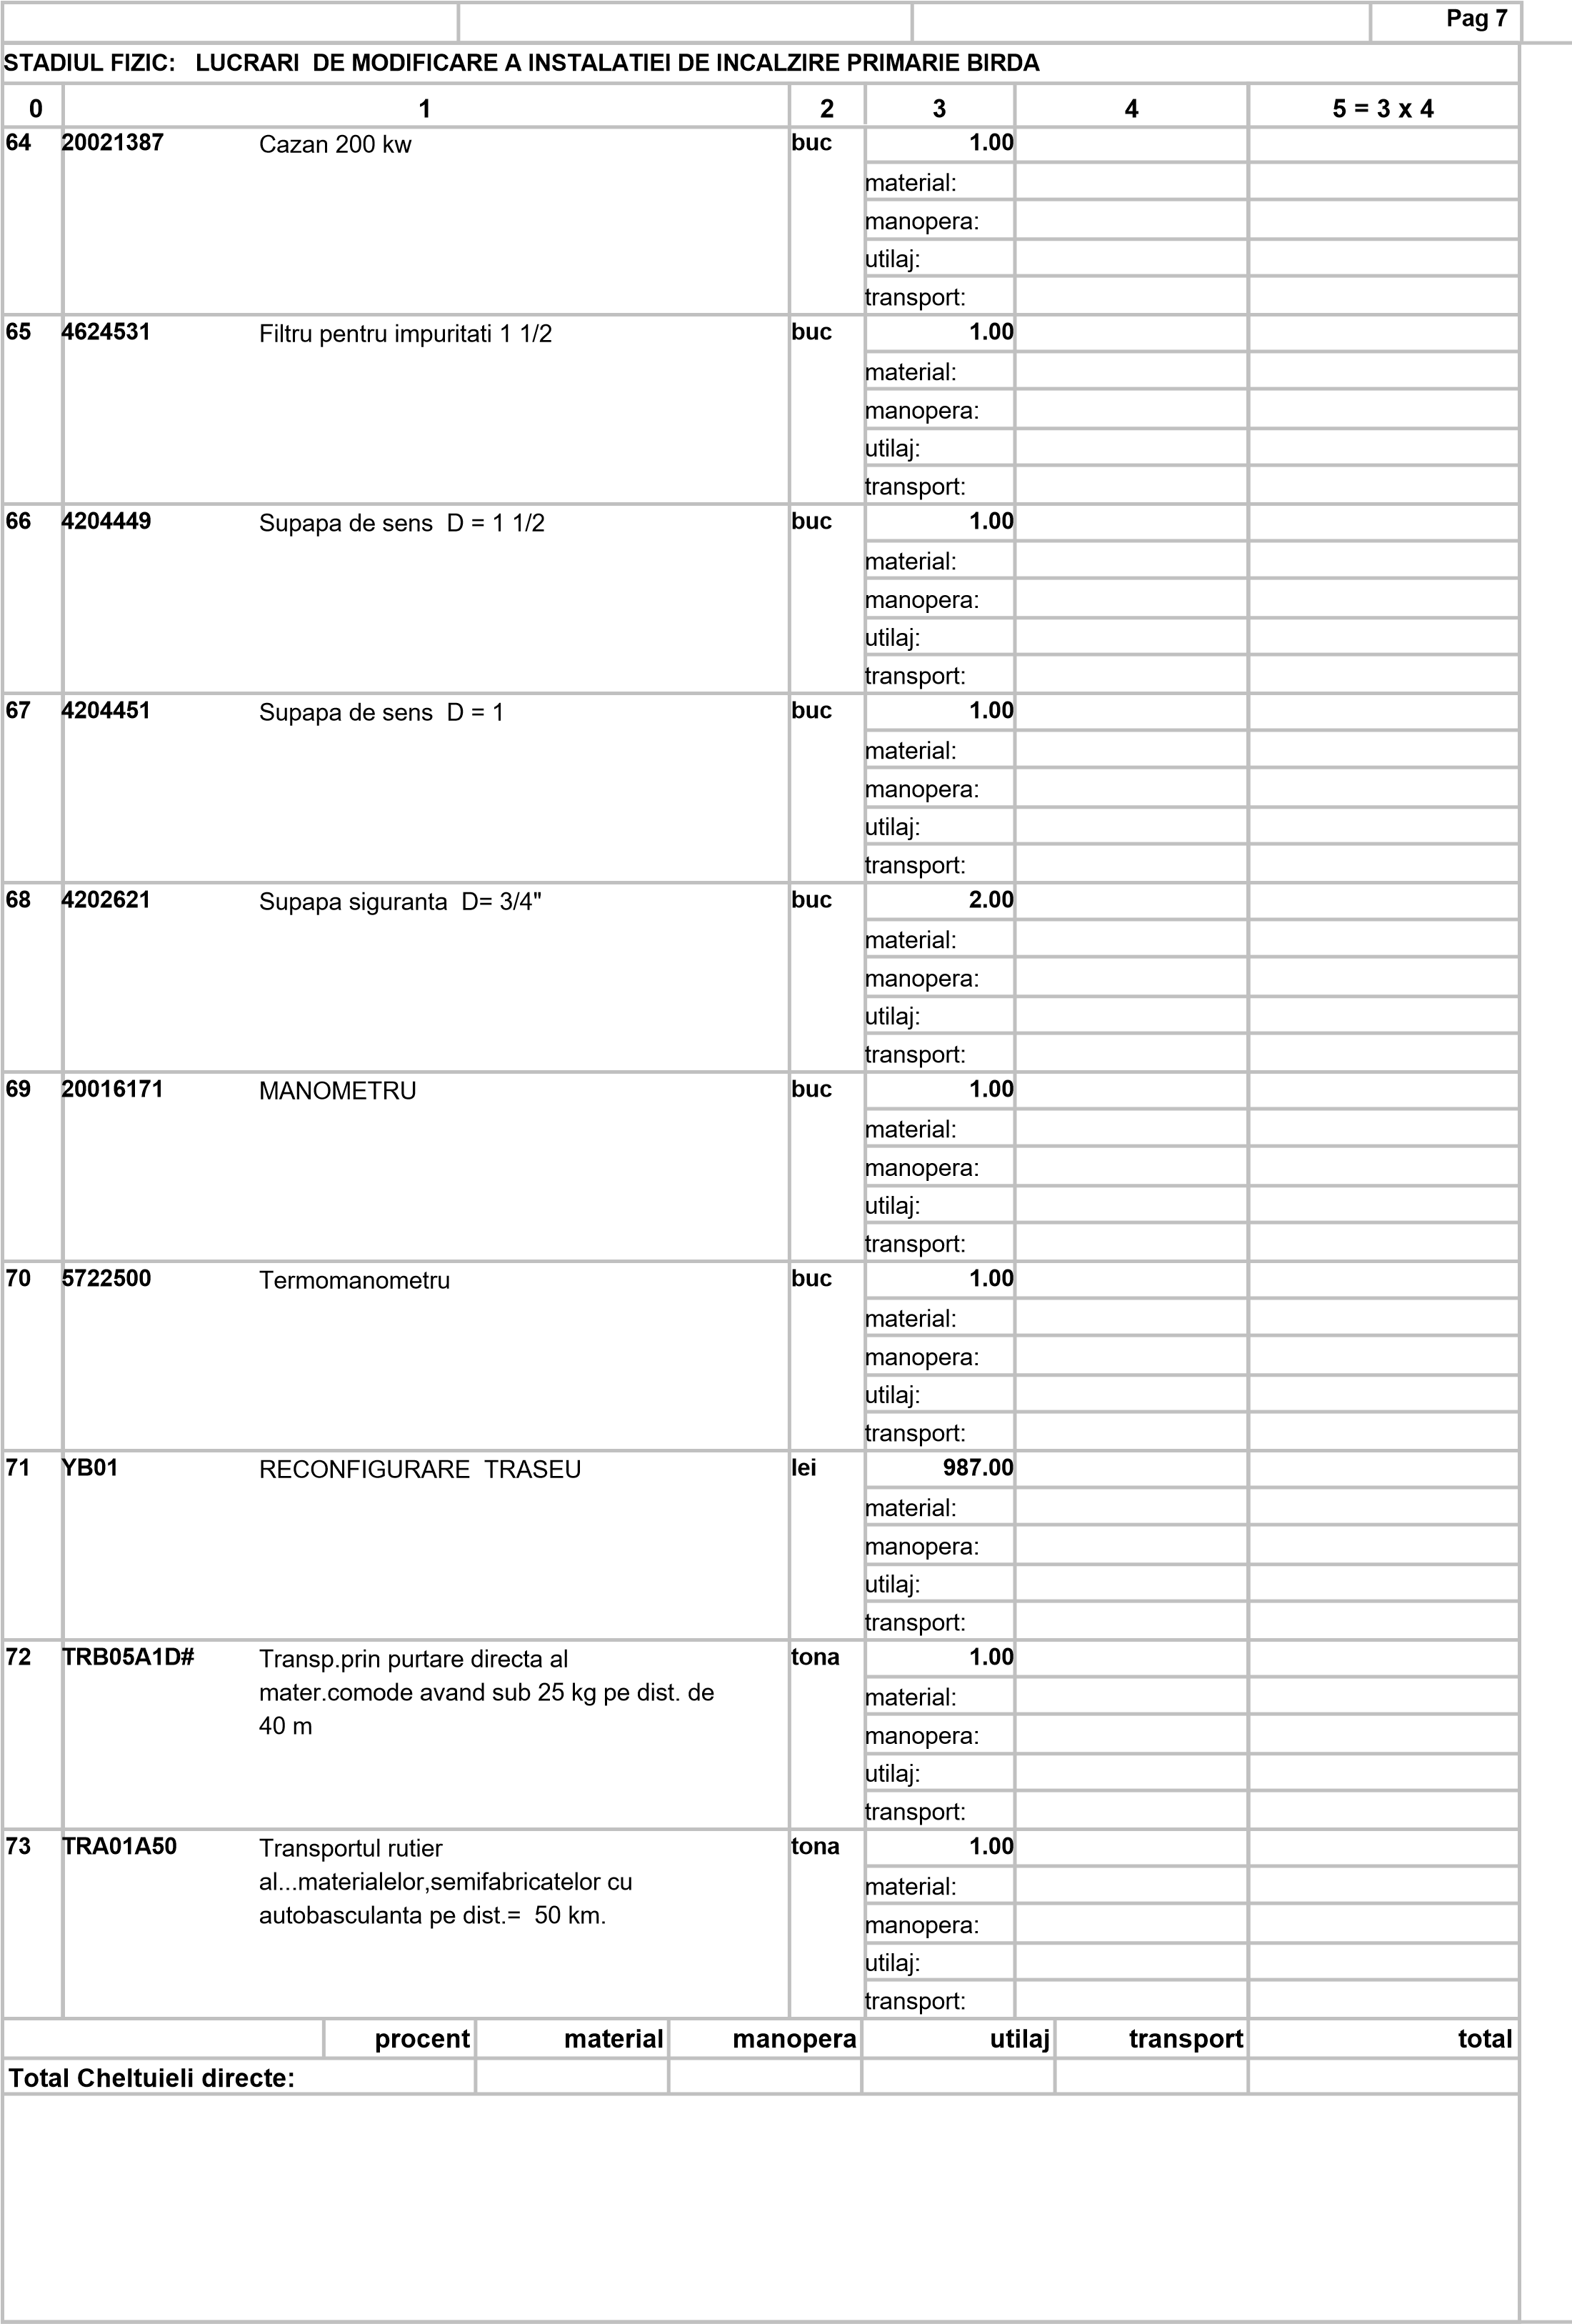 Pag 7
STADIUL FIZIC: LUCRARI DE MODIFICARE A INSTALATIEI DE INCALZIRE PRIMARIE BIRDA
0 1 2 3 4 5 = 3 x 4
64 20021387 Cazan 200 kw buc 1.00
material:
manopera:
utilaj:
transport:
65 4624531 Filtru pentru impuritati 1 1/2 buc 1.00
material:
manopera:
utilaj:
transport:
66 4204449 Supapa de sens D = 1 1/2 buc 1.00
material:
manopera:
utilaj:
transport:
67 4204451 Supapa de sens D = 1 buc 1.00
material:
manopera:
utilaj:
transport:
68 4202621 Supapa siguranta D= 3/4" buc 2.00
material:
manopera:
utilaj:
transport:
69 20016171 MANOMETRU buc 1.00
material:
manopera:
utilaj:
transport:
70 5722500 Termomanometru buc 1.00
material:
manopera:
utilaj:
transport:
71 YB01 RECONFIGURARE TRASEU lei 987.00
material:
manopera:
utilaj:
transport:
72 TRB05A1D# Transp.prin purtare directa al tona 1.00
mater.comode avand sub 25 kg pe dist. de material:
40 m manopera:
utilaj:
transport:
73 TRA01A50 Transportul rutier tona 1.00
al...materialelor,semifabricatelor cu material:
autobasculanta pe dist.= 50 km. manopera:
utilaj:
transport:
procent material manopera utilaj transport total
Total Cheltuieli directe: